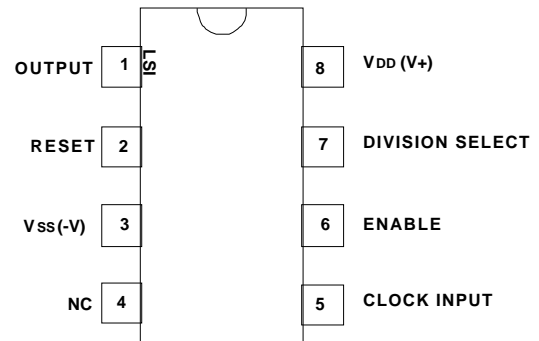 OUTPUT 1 LSI 8 VDD (V+)
RESET 2 7 DIVISION SELECT
VSS(-V) 3 6 ENABLE
NC 4 5 CLOCK INPUT